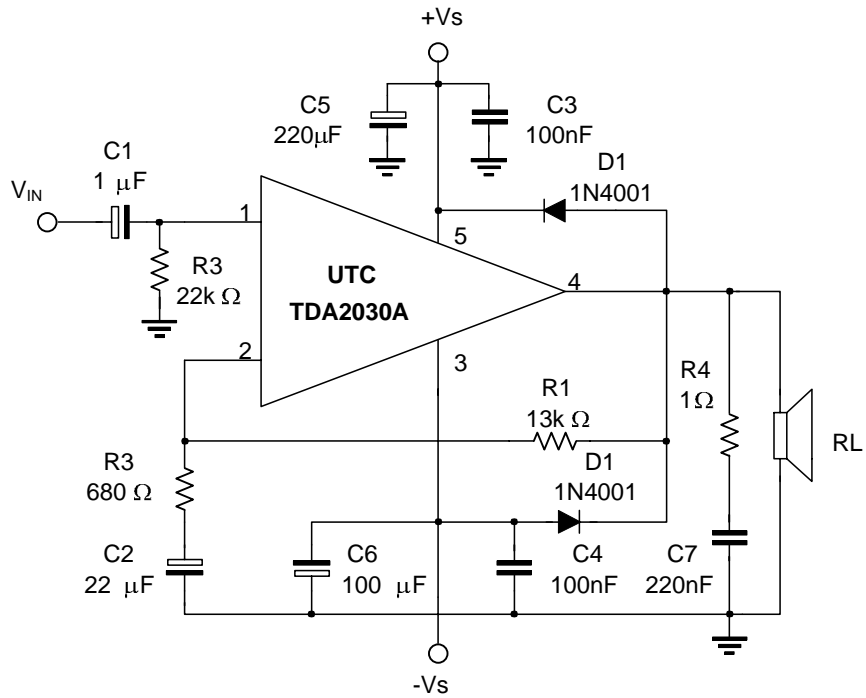 +Vs
C5
220μF
C3
100nF
C1
1 μF
D1
1N4001
VIN
1
5
R3
22k Ω
UTC
TDA2030A
4
2
3
R4
1Ω
R1
13k Ω
RL
R3
680 Ω
D1
1N4001
C2
22 μF
C6
100 μF
C4
100nF
C7
220nF
-Vs